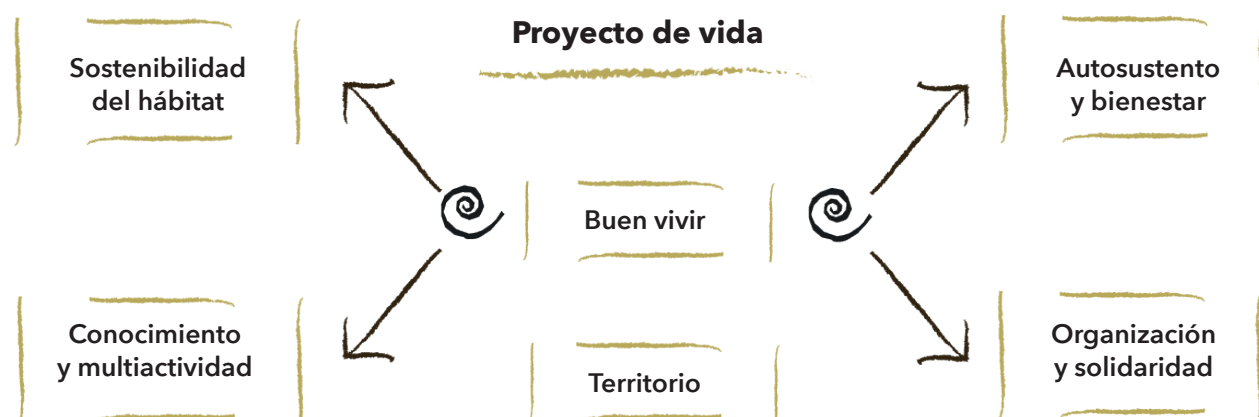 Proyecto de vida
Sostenibilidad
del hábitat
Autosustento
y bienestar
Buen vivir
Conocimiento
y multiactividad
Organización
y solidaridad
Territorio